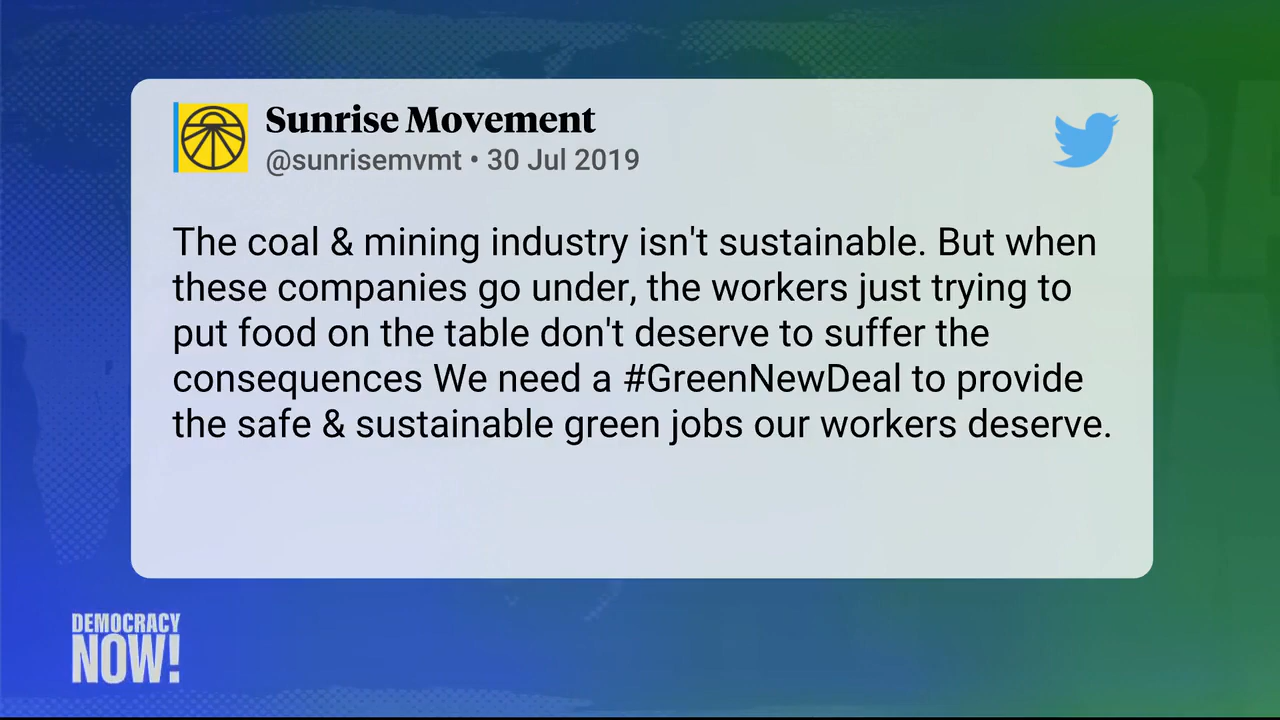 Sunrise Movement
@sunrisemvmt • 30 Jul 2019
The coal & mining industry isn't sustainable. But when
these companies go under, the workers just trying to
put food on the table don't deserve to suffer the
consequences We need a #GreenNewDeal to provide
the safe & sustainable green jobs our workers deserve.
DEMOCRACY
NOW!